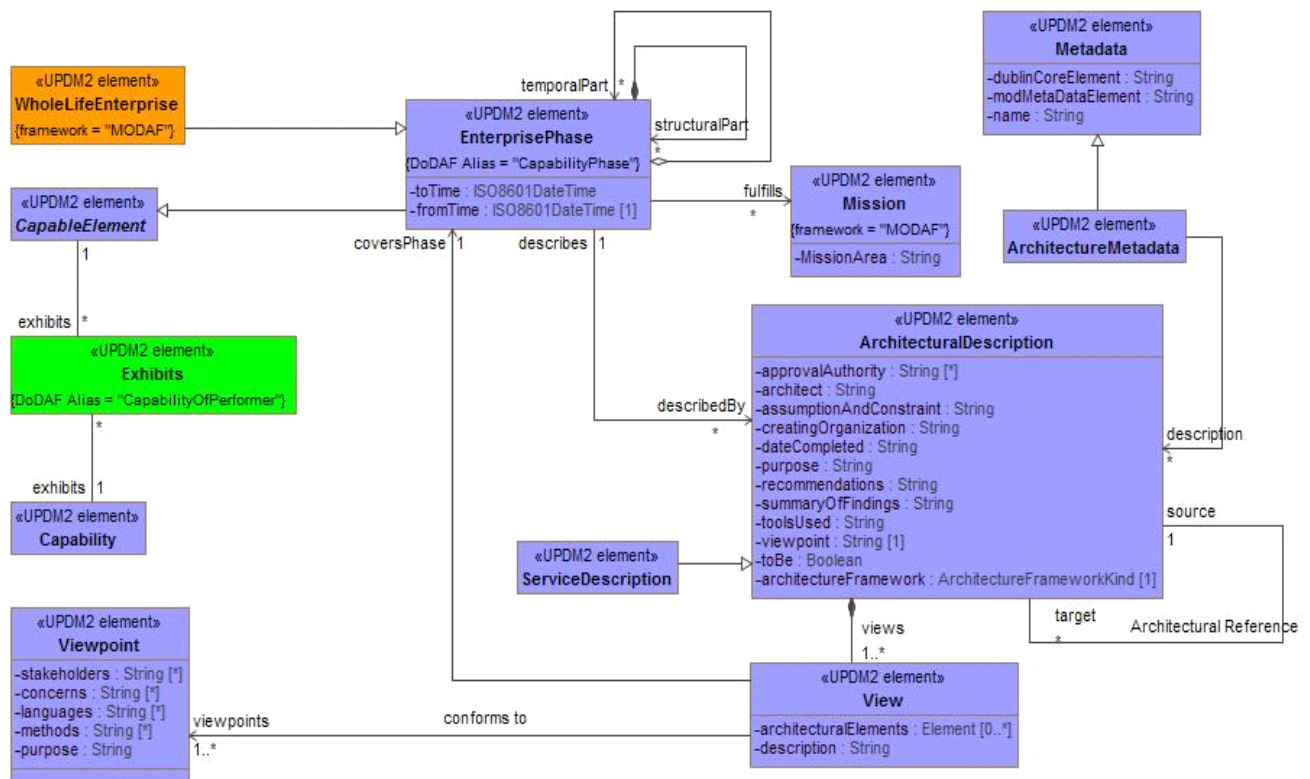 «UPDM2 element»
WholeLifeEnterprise
{framework = "MODAF"}
«UPDM2 element»
CapableElement
1
exhibits *
«UPDM2 element»
Exhibits
{DoDAF Alias = "CapabilityOfPerformer"}
*
exhibits 1
«UPDM2 element»
Capability
temporalPart *
structuralPart
*
«UPDM2 element»
EnterprisePhase
{DoDAF Alias = "CapabilityPhase"}
-toTime : ISO8601DateTime
-fromTime : ISO8601DateTime [1]
coversPhase 1
describes 1
fulfills
*
«UPDM2 element»
Mission
{framework = "MODAF"}
-MissionArea : String
«UPDM2 element»
Metadata
-dublinCoreElement : String
-modMetaDataElement : String
-name : String
«UPDM2 element»
ArchitectureMetadata
description
*
describedBy
*
«UPDM2 element»
ArchitecturalDescription
-approvalAuthority : String [*]
-architect : String
-assumptionAndConstraint : String
-creatingOrganization : String
-dateCompleted : String
-purpose : String
-recommendations : String
-summaryOfFindings : String
-toolsUsed : String
-viewpoint : String [1]
-toBe : Boolean
-architectureFramework : ArchitectureFrameworkKind [1]
source
1
target
*
Architectural Reference
«UPDM2 element»
ServiceDescription
views
1..*
«UPDM2 element»
View
-architecturalElements : Element [0..*]
-description : String
conforms to
viewpoints
1..*
«UPDM2 element»
Viewpoint
-stakeholders : String [*]
-concerns : String [*]
-languages : String [*]
-methods : String [*]
-purpose : String